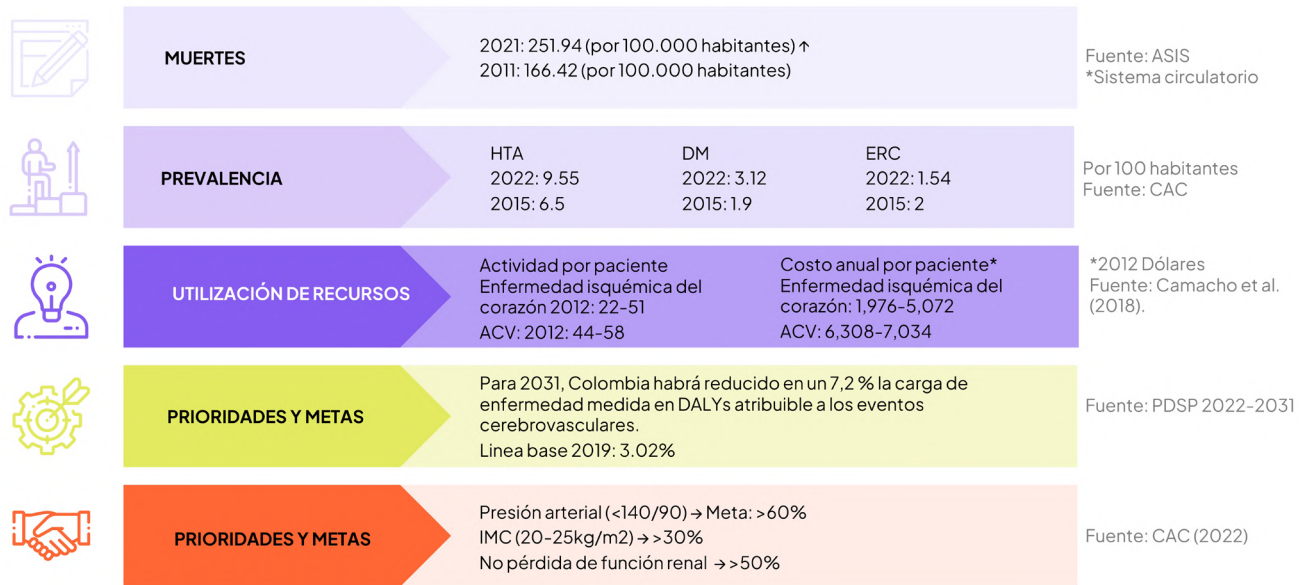 MUERTES
2021: 251.94 (por 100.000 habitantes) ↑
2011: 166.42 (por 100.000 habitantes)
Fuente: ASIS
*Sistema circulatorio
PREVALENCIA
HTA
2022: 9.55
2015: 6.5
DM
2022: 3.12
2015: 1.9
ERC
2022: 1.54
2015: 2
Por 100 habitantes
Fuente: CAC
UTILIZACIÓN DE RECURSOS
Actividad por paciente
Enfermedad isquémica del
corazón 2012: 22-51
ACV: 2012: 44-58
Costo anual por paciente*
Enfermedad isquémica del
corazón: 1,976-5,072
ACV: 6,308-7,034
*2012 Dólares
Fuente: Camacho et al.
(2018).
PRIORIDADES Y METAS
Para 2031, Colombia habrá reducido en un 7,2 % la carga de
enfermedad medida en DALYs atribuible a los eventos
cerebrovasculares.
Linea base 2019: 3.02%
Fuente: PDSP 2022-2031
PRIORIDADES Y METAS
Presión arterial (<140/90) → Meta: >60%
IMC (20-25kg/m2) → >30%
No pérdida de función renal → >50%
Fuente: CAC (2022)